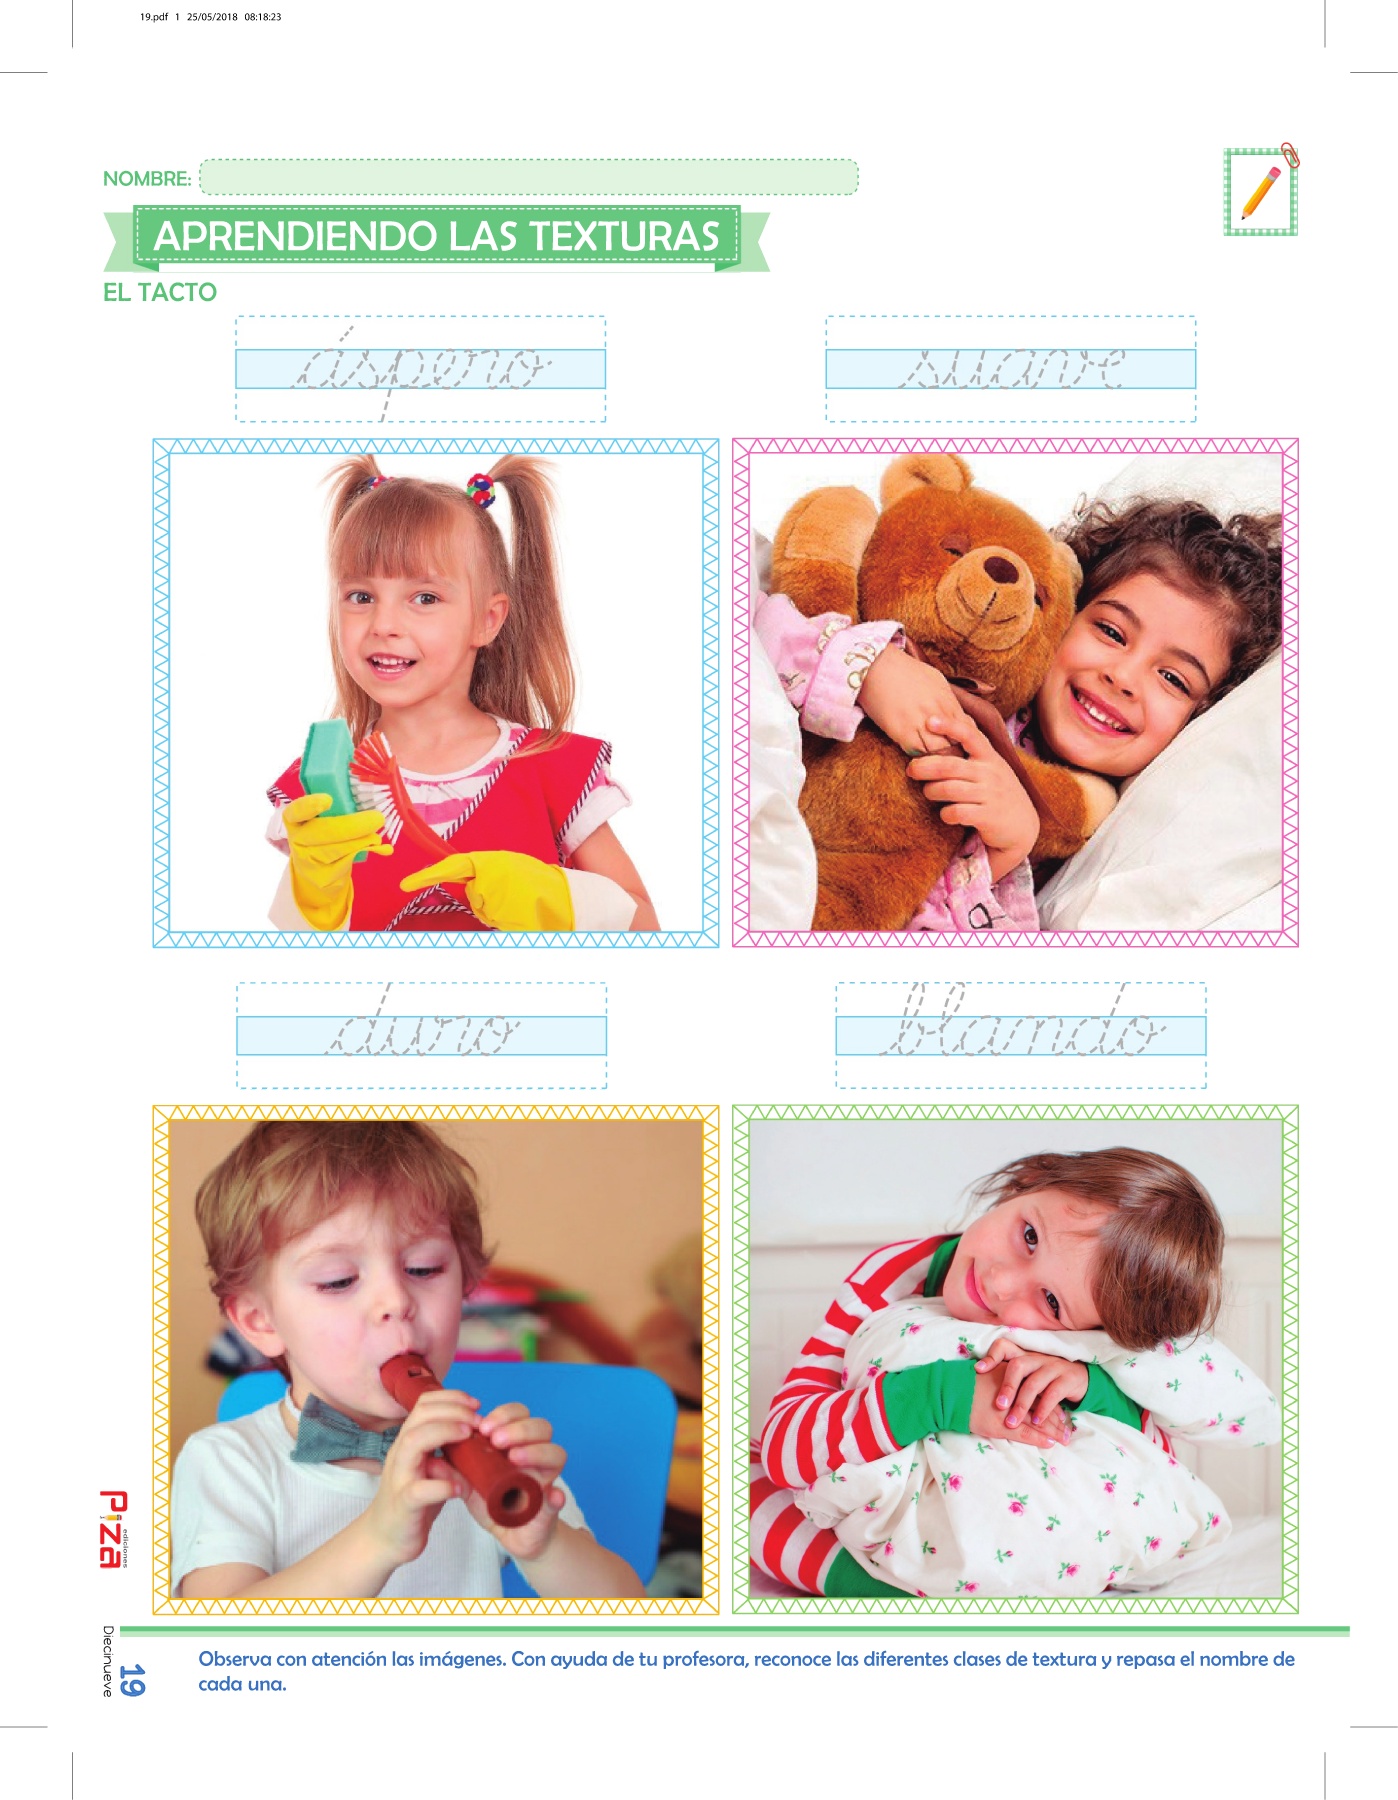 19.pdf 1 25/05/2018 08:18:23
NOMBRE:
APRENDIENDO LAS TEXTURAS
EL TACTO
áspero
suave
duro
blando
Piza
ediciones
Diecinueve
19
Observa con atención las imágenes. Con ayuda de tu profesora, reconoce las diferentes clases de textura y repasa el nombre de
cada una.